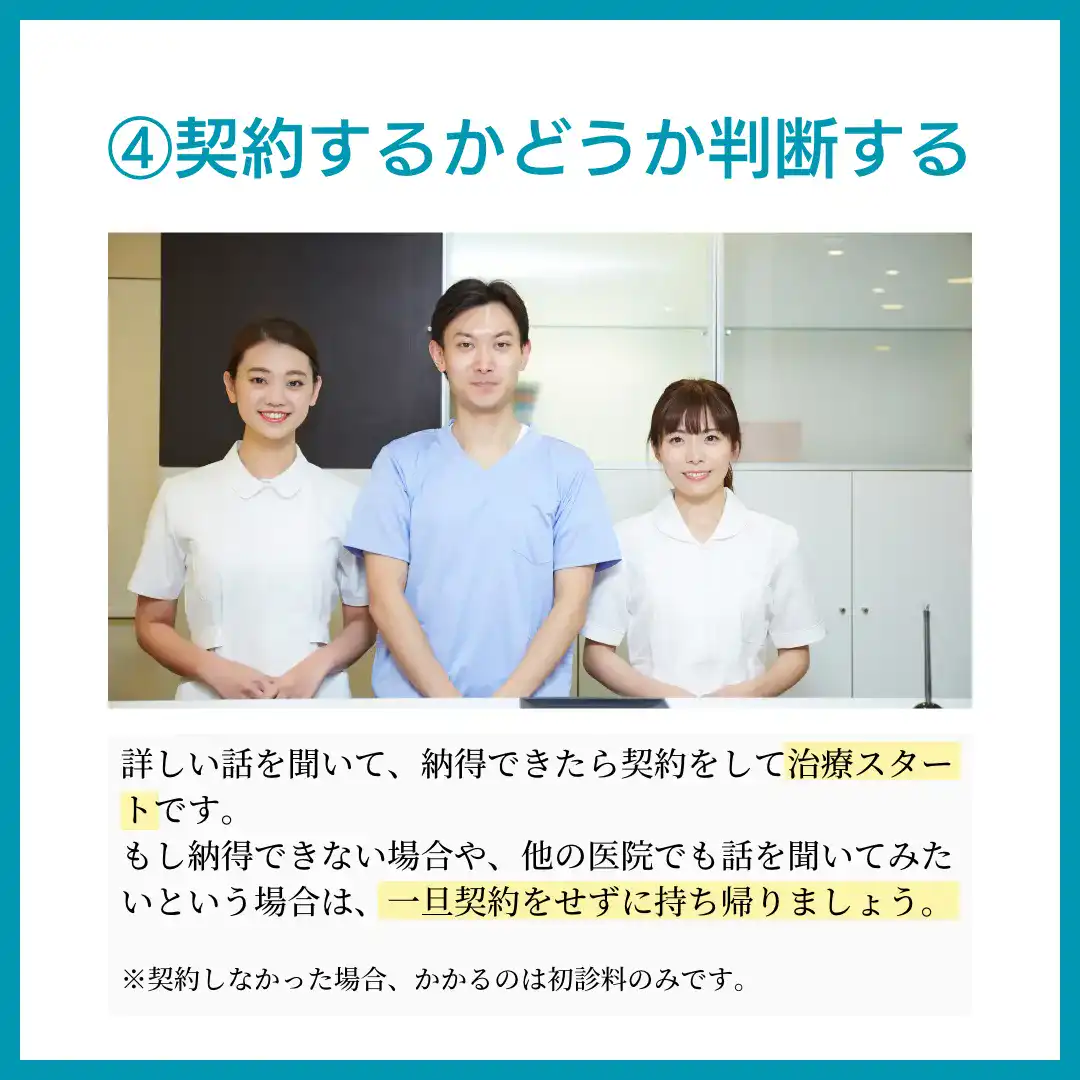 ④契約するかどうか判断する
詳しい話を聞いて、納得できたら契約をして治療スター
トです。
もし納得できない場合や、他の医院でも話を聞いてみた
いという場合は、一旦契約をせずに持ち帰りましょう。
※契約しなかった場合、かかるのは初診料のみです。